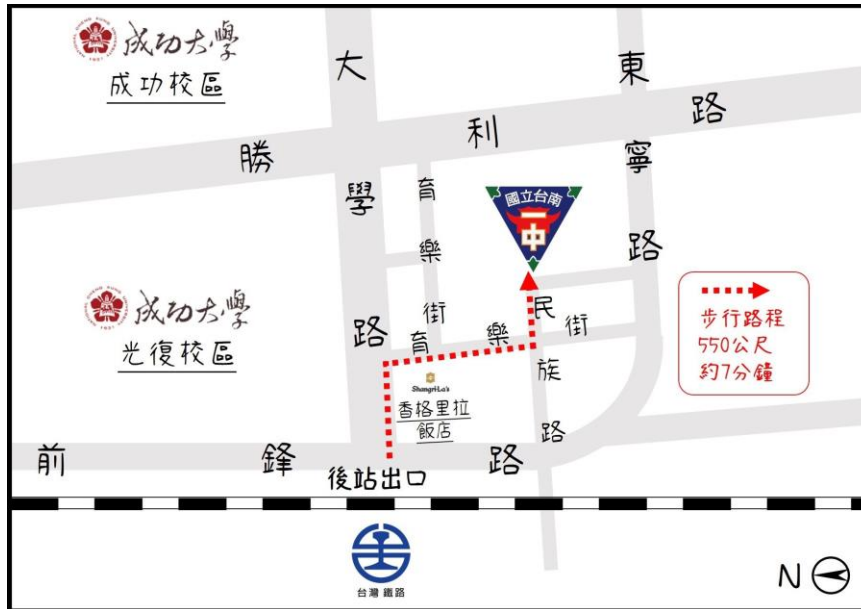 成功大學
成功校區
大學路
東寧路
勝利路
育樂街
國立台南
一中
成功大學
光復校區
育樂街
民族路
步行路程
550公尺
約7分鐘
Shangri-La's
香格里拉
飯店
前鋒路
後站出口
台灣鐵路
N